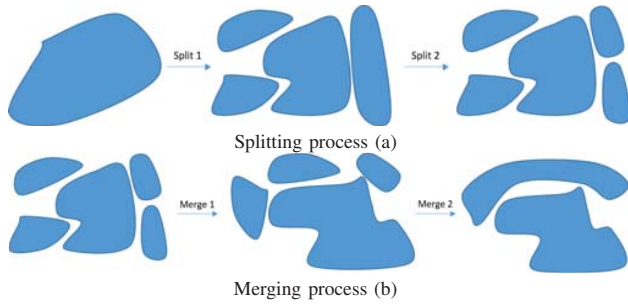 Split 1
Split 2
Splitting process (a)
Merge 1
Merge 2
Merging process (b)